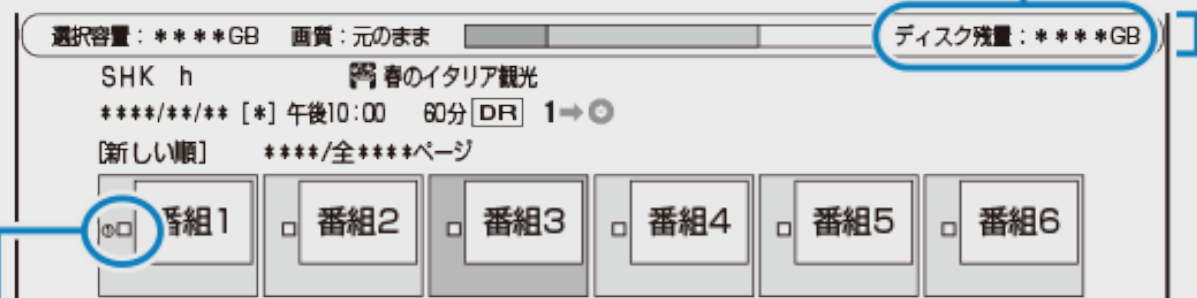 選択容量：＊＊＊＊GB　画質：元のまま　ディスク残量：＊＊＊＊GB
SHK h　春のイタリア観光
＊＊＊＊/＊＊/＊＊ [＊] 午後10:00　60分 DR 1➡◎
[新しい順]　＊＊＊＊/全＊＊＊＊ページ
①□ 番組1　□ 番組2　□ 番組3　□ 番組4　□ 番組5　□ 番組6